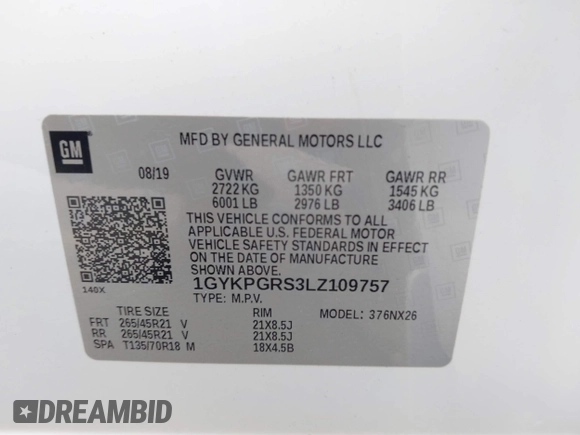 GM
MFD BY GENERAL MOTORS LLC
08/19 GVWR GAWR FRT GAWR RR
2722 KG 1350 KG 1545 KG
6001 LB 2976 LB 3406 LB
THIS VEHICLE CONFORMS TO ALL
APPLICABLE U.S. FEDERAL MOTOR
VEHICLE SAFETY STANDARDS IN EFFECT
ON THE DATE OF MANUFACTURE
SHOWN ABOVE.
140X
1GYKPGRS3LZ109757
TYPE: M.P.V.
TIRE SIZE RIM MODEL: 376NX26
FRT 265/45R21 V 21X8.5J
RR 265/45R21 V 21X8.5J
SPA T135/70R18 M 18X4.5B
DREAMBID